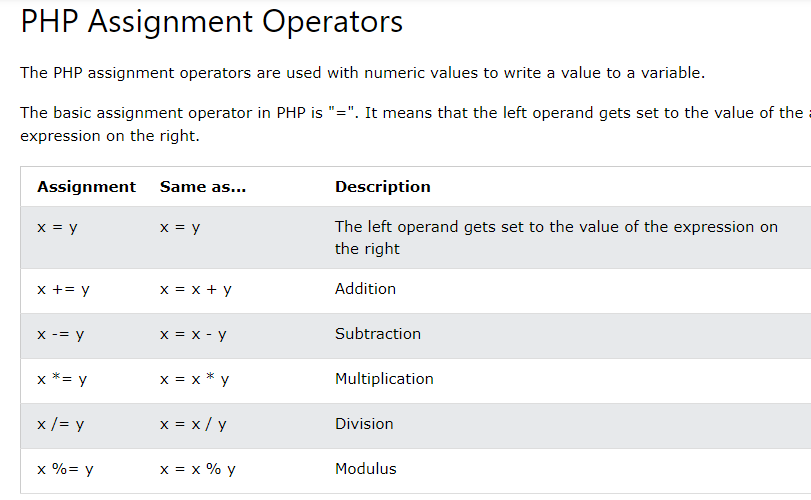 PHP Assignment Operators
The PHP assignment operators are used with numeric values to write a value to a variable.
The basic assignment operator in PHP is "=". It means that the left operand gets set to the value of the
expression on the right.
Assignment Same as... Description
x = y x = y The left operand gets set to the value of the expression on
the right
x += y x = x + y Addition
x -= y x = x - y Subtraction
x *= y x = x * y Multiplication
x /= y x = x / y Division
x %= y x = x % y Modulus